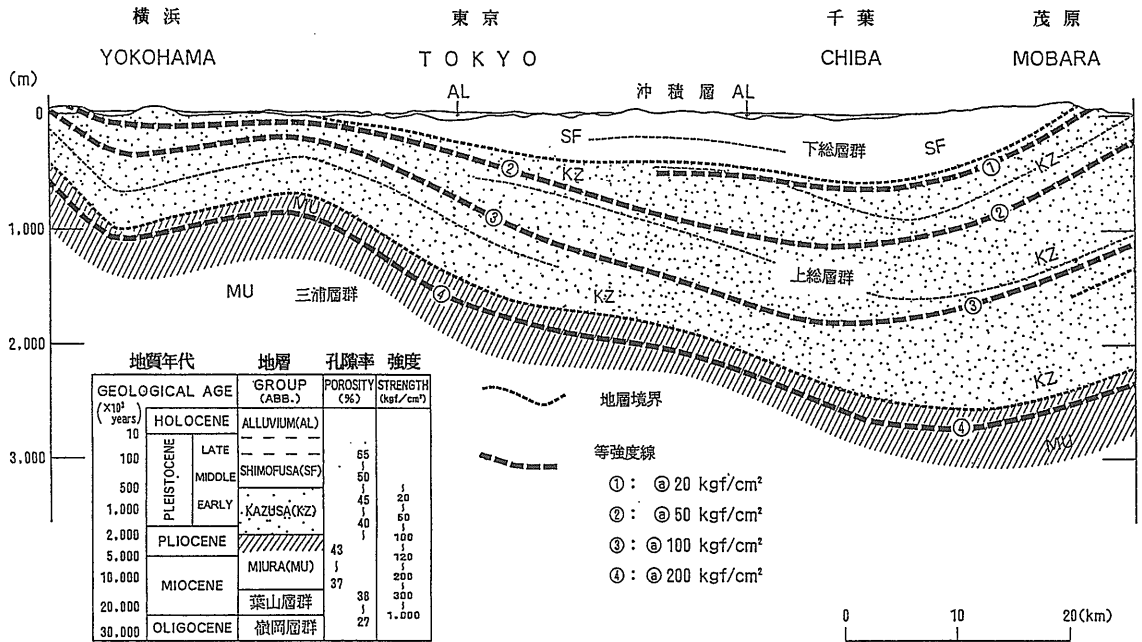 横浜 東京 千葉 茂原
YOKOHAMA TOKYO CHIBA MOBARA
(m)
0
AL 沖積層 AL
SF 下総層群 SF
①
② KZ KZ
②
③
1.000
MU
上総層群 KZ
MU 三浦層群 ④ KZ ③
2.000
KZ
④
MU
3.000
地質年代 地層 孔隙率 強度
GEOLOGICAL AGE GROUP (ABB.) POROSITY (%) STRENGTH (kgf/cm²)
(×10³ years)
HOLOCENE ALLUVIUM(AL)
10
LATE 65
100
SHIMOFUSA(SF) 50
PLEISTOCENE MIDDLE
500 45 20
EARLY KAZUSA(KZ)
1.000 40 50
2.000 100
PLIOCENE 43
5.000 120
MIURA(MU)
10.000 37 200
MIOCENE
葉山層群 38 300
20.000 1.000
OLIGOCENE 嶺岡層群 27
30.000
地層境界
等強度線
①: ⓐ 20 kgf/cm²
②: ⓐ 50 kgf/cm²
③: ⓐ 100 kgf/cm²
④: ⓐ 200 kgf/cm²
0 10 20(km)